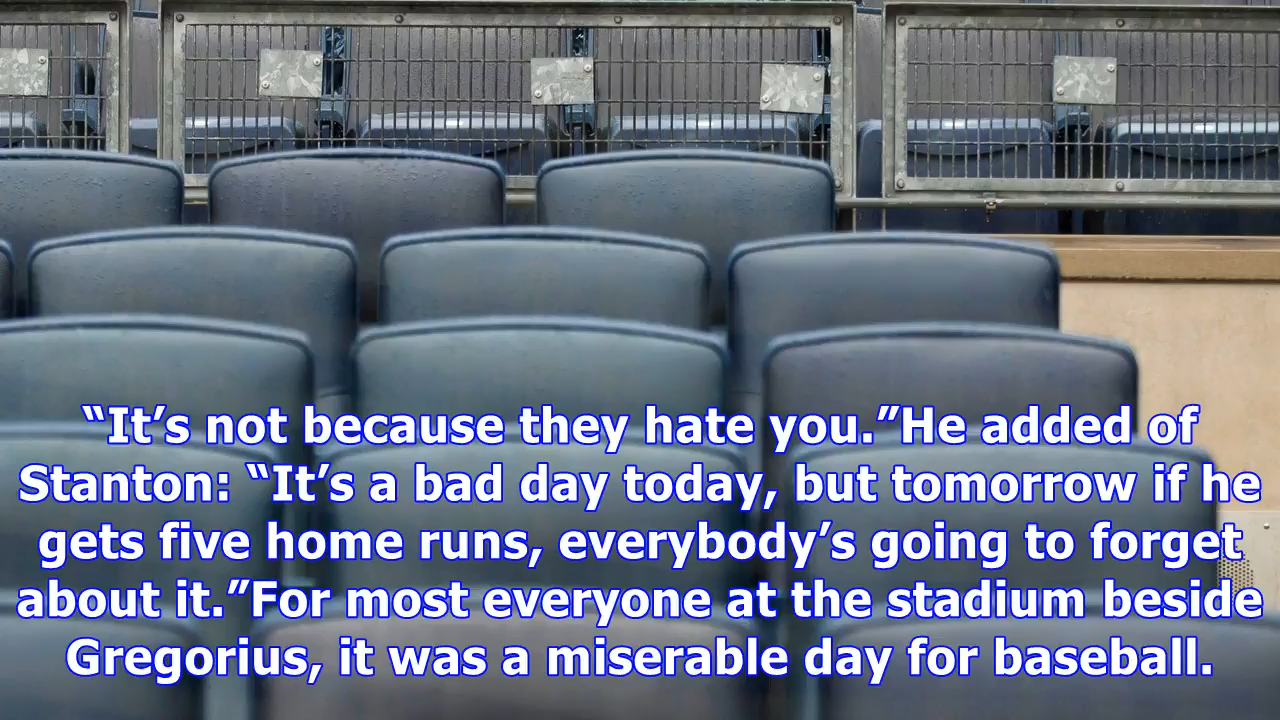 “It’s not because they hate you.”He added of
Stanton: “It’s a bad day today, but tomorrow if he
gets five home runs, everybody’s going to forget
about it.”For most everyone at the stadium beside
Gregorius, it was a miserable day for baseball.